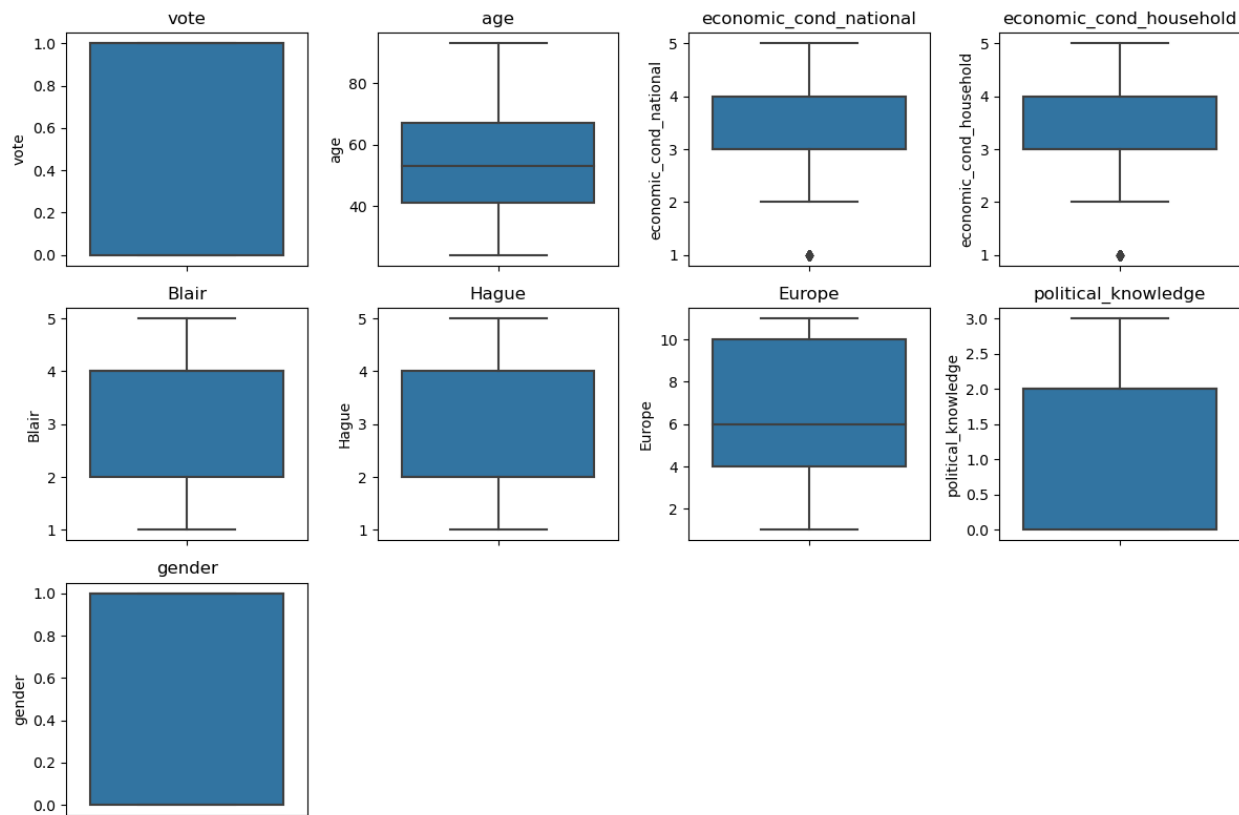 vote
age
economic_cond_national
economic_cond_household
1.0
0.8
0.6
0.4
0.2
0.0
vote
80
60
40
age
5
4
3
2
1
economic_cond_national
5
4
3
2
1
economic_cond_household
Blair
Hague
Europe
political_knowledge
5
4
3
2
1
Blair
5
4
3
2
1
Hague
10
8
6
4
2
Europe
3.0
2.5
2.0
1.5
1.0
0.5
0.0
political_knowledge
gender
1.0
0.8
0.6
0.4
0.2
0.0
gender